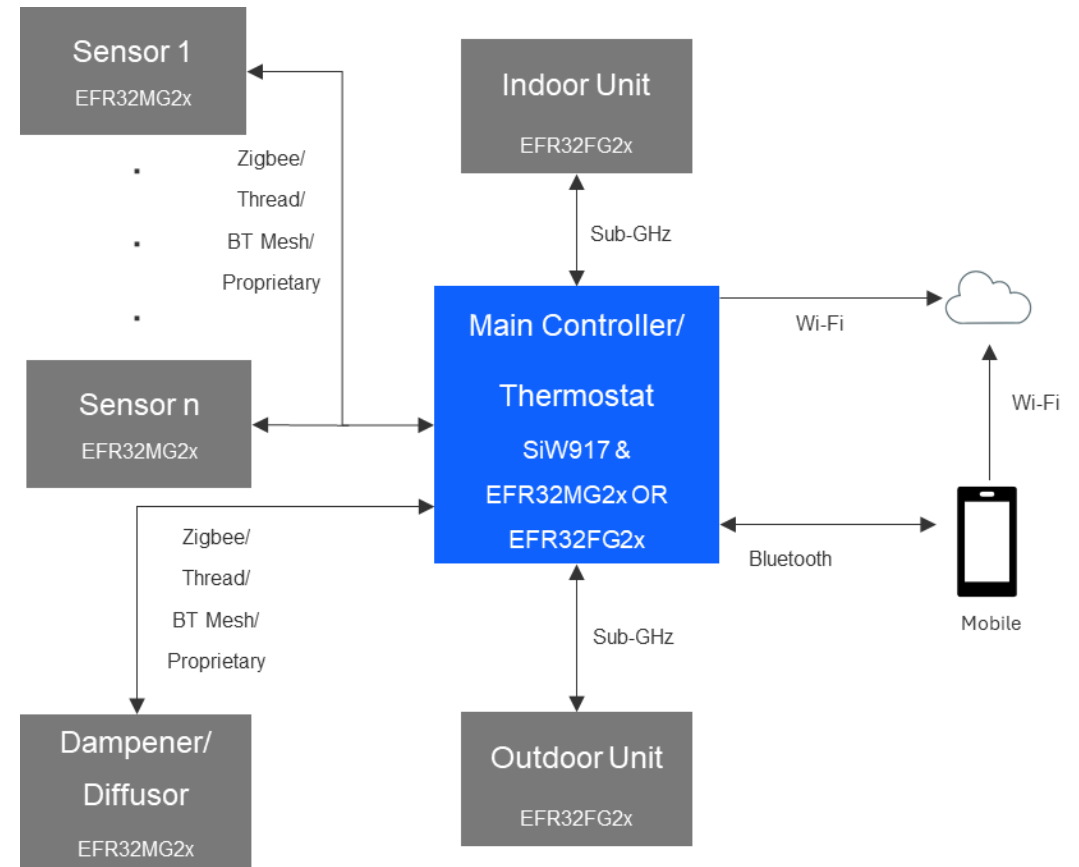 Sensor 1
EFR32MG2x
Zigbee/
Thread/
BT Mesh/
Proprietary
Sensor n
EFR32MG2x
Zigbee/
Thread/
BT Mesh/
Proprietary
Dampener/
Diffusor
EFR32MG2x
Indoor Unit
EFR32FG2x
Sub-GHz
Main Controller/
Thermostat
SiW917 &
EFR32MG2x OR
EFR32FG2x
Sub-GHz
Outdoor Unit
EFR32FG2x
Wi-Fi
Wi-Fi
Bluetooth
Mobile